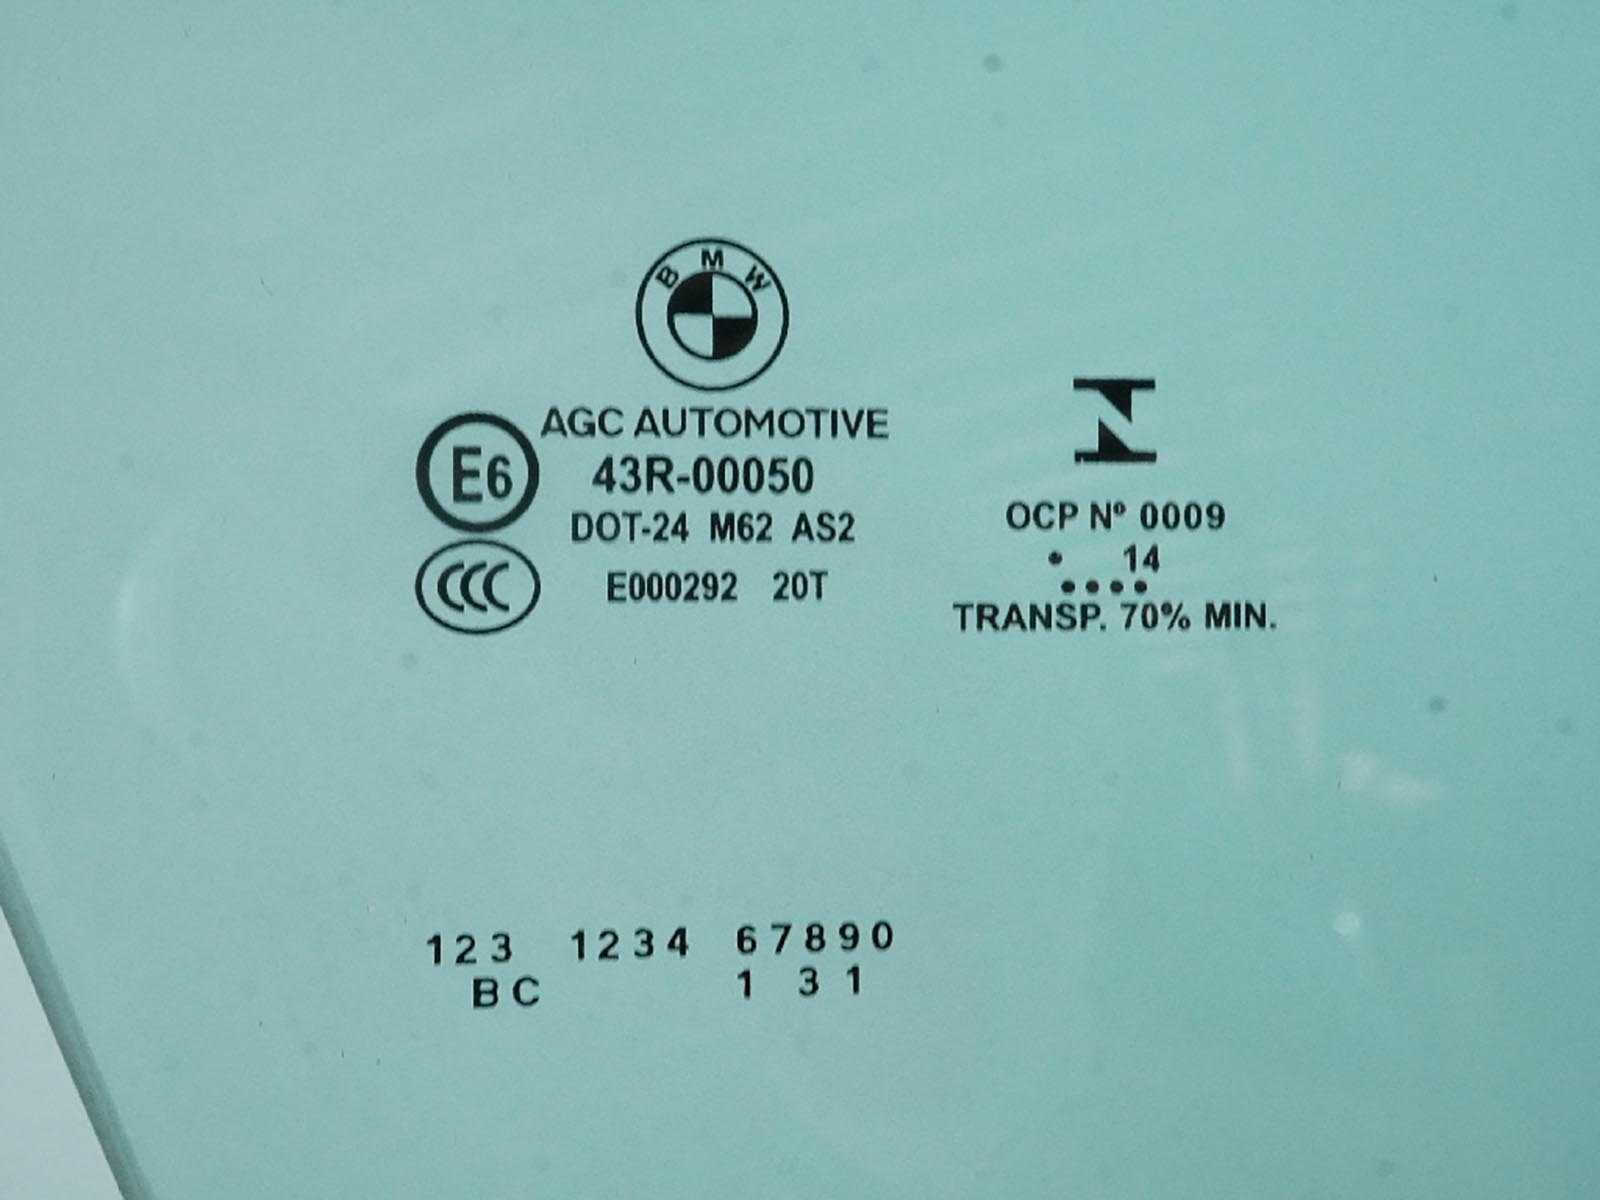 BMW
AGC AUTOMOTIVE
E6
43R-00050
DOT-24 M62 AS2
CCC
E000292 20T
OCP Nº 0009
• 14
••••
TRANSP. 70% MIN.
123 1234 67890
BC 1 3 1